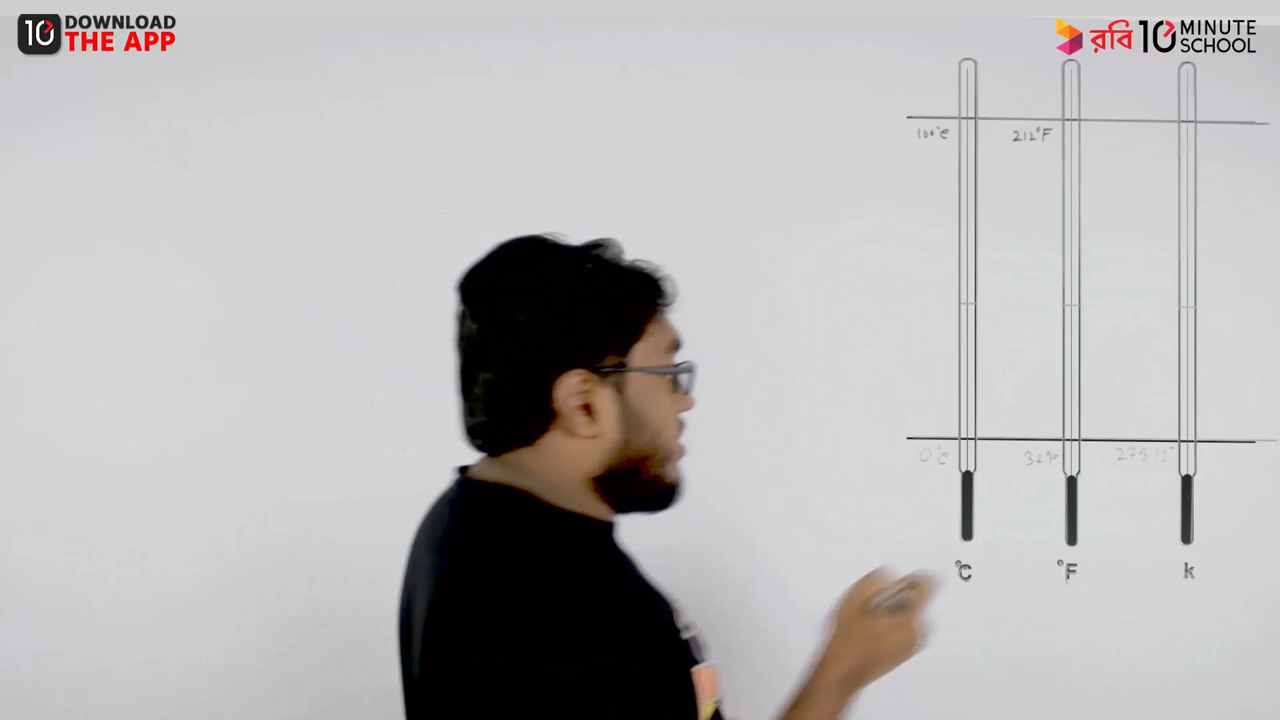 10 DOWNLOAD
THE APP
রবি 10 MINUTE
SCHOOL
100°C 212°F
0°C 32°F 273.15
°C °F k